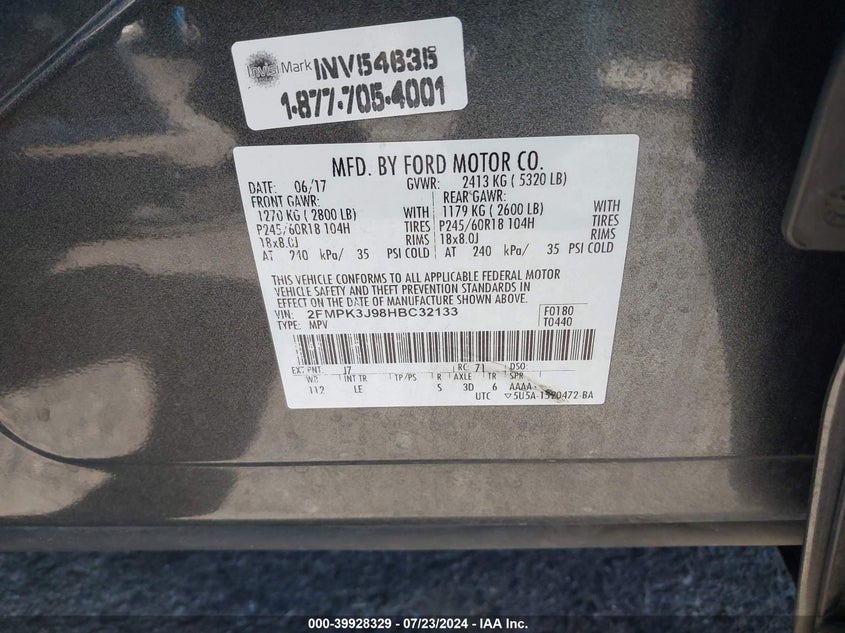 InVG Mark INV54635
1-877-705-4001
MFD. BY FORD MOTOR CO.
DATE: 06/17 GVWR: 2413 KG ( 5320 LB)
FRONT GAWR: REAR GAWR:
1270 KG ( 2800 LB) WITH 1179 KG ( 2600 LB) WITH
P245/60R18 104H TIRES P245/60R18 104H TIRES
18x8.0J RIMS 18x8.0J RIMS
AT 240 kPa/ 35 PSI COLD AT 240 kPa/ 35 PSI COLD
THIS VEHICLE CONFORMS TO ALL APPLICABLE FEDERAL MOTOR
VEHICLE SAFETY AND THEFT PREVENTION STANDARDS IN
EFFECT ON THE DATE OF MANUFACTURE SHOWN ABOVE.
VIN: 2FMPK3J98HBC32133 F0180
TYPE: MPV T0440
EXT PNT: J7 RC: 71 DSO:
WB INT TR TP/PS R AXLE TR SPR
112 LE S 3D 6 AAAA
UTC ▽5U5A-1520472-BA
000-39928329 / 07/23/2024 - IAA Inc.